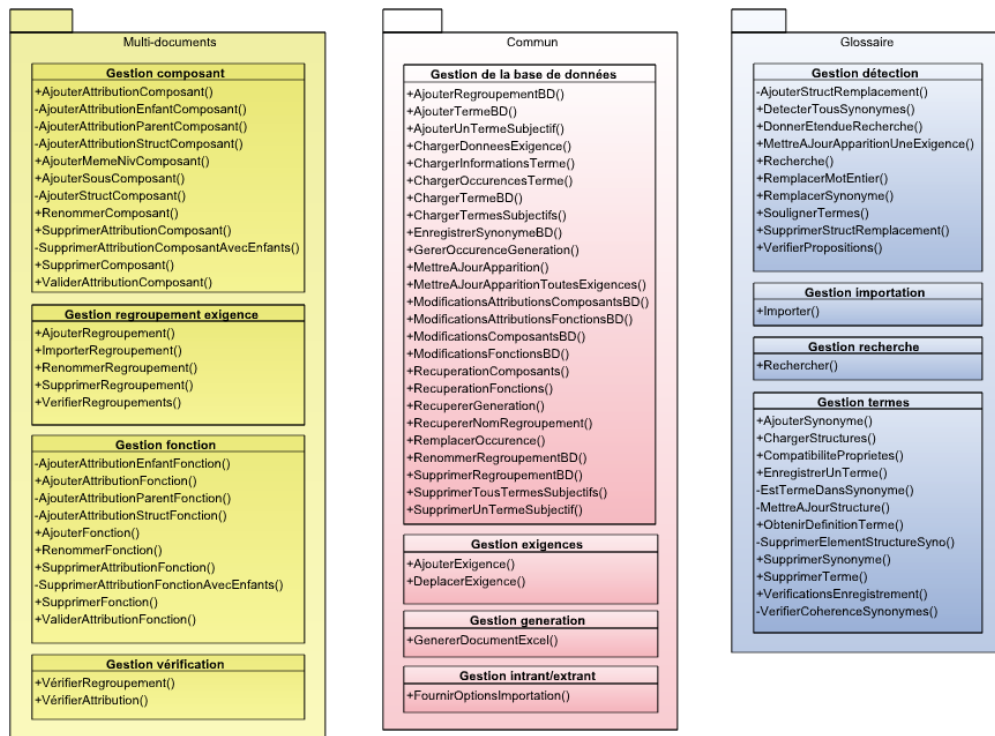 Multi-documents
Gestion composant
+AjouterAttributionComposant()
-AjouterAttributionEnfantComposant()
-AjouterAttributionParentComposant()
-AjouterAttributionStructComposant()
+AjouterMemeNivComposant()
+AjouterSousComposant()
-AjouterStructComposant()
+RenommerComposant()
+SupprimerAttributionComposant()
-SupprimerAttributionComposantAvecEnfants()
+SupprimerComposant()
+ValiderAttributionComposant()
Gestion regroupement exigence
+AjouterRegroupement()
+ImporterRegroupement()
+RenommerRegroupement()
+SupprimerRegroupement()
+VerifierRegroupements()
Gestion fonction
-AjouterAttributionEnfantFonction()
+AjouterAttributionFonction()
-AjouterAttributionParentFonction()
-AjouterAttributionStructFonction()
+AjouterFonction()
+RenommerFonction()
+SupprimerAttributionFonction()
-SupprimerAttributionFonctionAvecEnfants()
+SupprimerFonction()
+ValiderAttributionFonction()
Gestion vérification
+VérifierRegroupement()
+VérifierAttribution()
Commun
Gestion de la base de données
+AjouterRegroupementBD()
+AjouterTermeBD()
+AjouterUnTermeSubjectif()
+ChargerDonneesExigence()
+ChargerInformationsTerme()
+ChargerOccurencesTerme()
+ChargerTermeBD()
+ChargerTermesSubjectifs()
+EnregistrerSynonymeBD()
+GererOccurenceGeneration()
+MettreAJourApparition()
+MettreAJourApparitionToutesExigences()
+ModificationsAttributionsComposantsBD()
+ModificationsAttributionsFonctionsBD()
+ModificationsComposantsBD()
+ModificationsFonctionsBD()
+RecuperationComposants()
+RecuperationFonctions()
+RecupererGeneration()
+RecupererNomRegroupement()
+RemplacerOccurence()
+RenommerRegroupementBD()
+SupprimerRegroupementBD()
+SupprimerTousTermesSubjectifs()
+SupprimerUnTermeSubjectif()
Gestion exigences
+AjouterExigence()
+DeplacerExigence()
Gestion generation
+GenererDocumentExcel()
Gestion intrant/extrant
+FournirOptionsImportation()
Glossaire
Gestion détection
-AjouterStructRemplacement()
+DetecterTousSynonymes()
+DonnerEtendueRecherche()
+MettreAJourApparitionUneExigence()
+Recherche()
+RemplacerMotEntier()
+RemplacerSynonyme()
+SoulignerTermes()
+SupprimerStructRemplacement()
+VerifierPropositions()
Gestion importation
+Importer()
Gestion recherche
+Rechercher()
Gestion termes
+AjouterSynonyme()
+ChargerStructures()
+CompatibiliteProprietes()
+EnregistrerUnTerme()
-EstTermeDansSynonyme()
-MettreAJourStructure()
+ObtenirDefinitionTerme()
-SupprimerElementStructureSyno()
+SupprimerSynonyme()
+SupprimerTerme()
+VerificationsEnregistrement()
-VerifierCoherenceSynonymes()